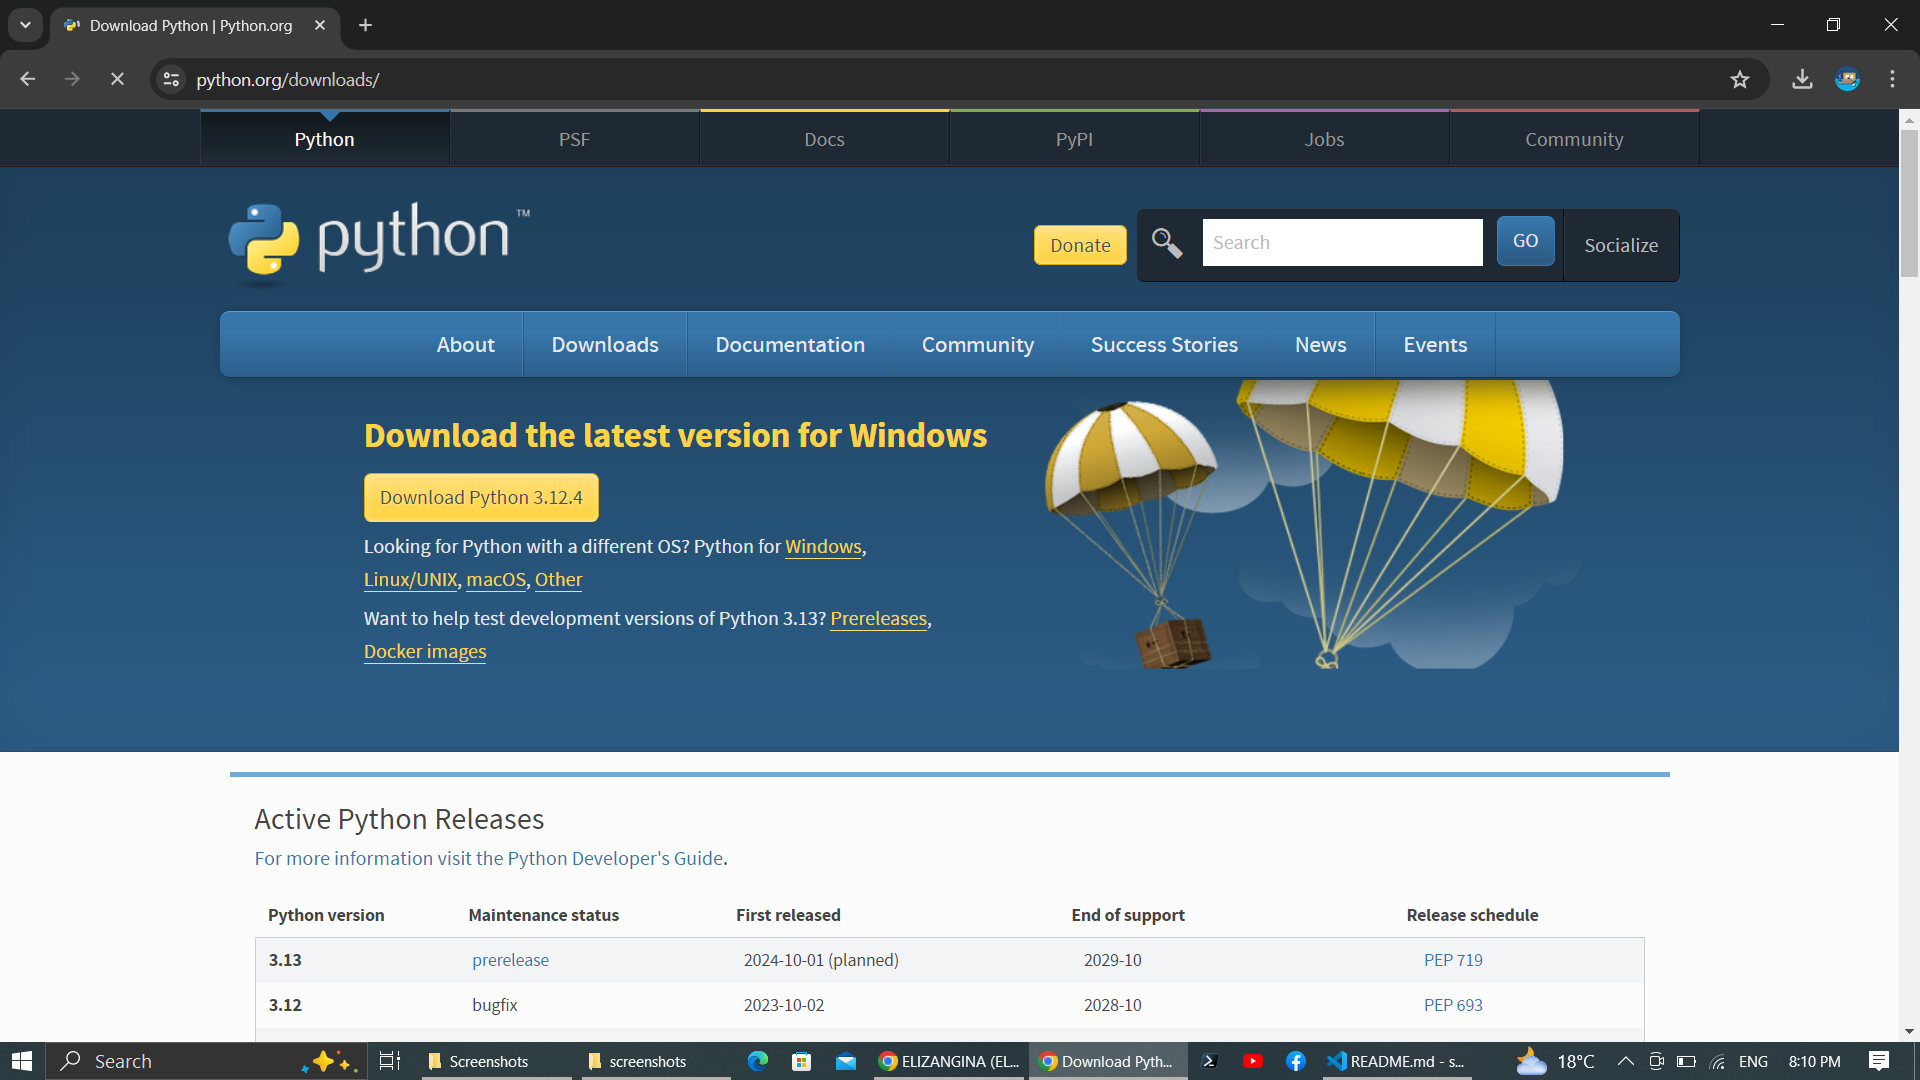 Download Python | Python.org
python.org/downloads/
Python PSF Docs PyPI Jobs Community
python™
Donate Search GO Socialize
About Downloads Documentation Community Success Stories News Events
Download the latest version for Windows
Download Python 3.12.4
Looking for Python with a different OS? Python for Windows,
Linux/UNIX, macOS, Other
Want to help test development versions of Python 3.13? Prereleases,
Docker images
Active Python Releases
For more information visit the Python Developer's Guide.
Python version Maintenance status First released End of support Release schedule
3.13 prerelease 2024-10-01 (planned) 2029-10 PEP 719
3.12 bugfix 2023-10-02 2028-10 PEP 693
Search Screenshots screenshots ELIZANGINA (EL... Download Pyth... README.md - s... 18°C ENG 8:10 PM